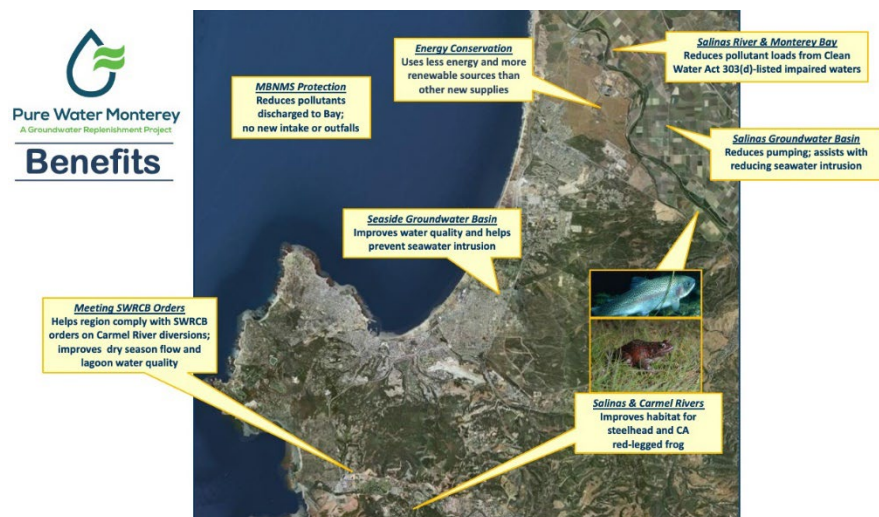 Pure Water Monterey
A Groundwater Replenishment Project
Benefits
MBNMS Protection
Reduces pollutants
discharged to Bay;
no new intake or outfalls
Energy Conservation
Uses less energy and more
renewable sources than
other new supplies
Salinas River & Monterey Bay
Reduces pollutant loads from Clean
Water Act 303(d)-listed impaired waters
Salinas Groundwater Basin
Reduces pumping; assists with
reducing seawater intrusion
Seaside Groundwater Basin
Improves water quality and helps
prevent seawater intrusion
Meeting SWRCB Orders
Helps region comply with SWRCB
orders on Carmel River diversions;
improves dry season flow and
lagoon water quality
Salinas & Carmel Rivers
Improves habitat for
steelhead and CA
red-legged frog